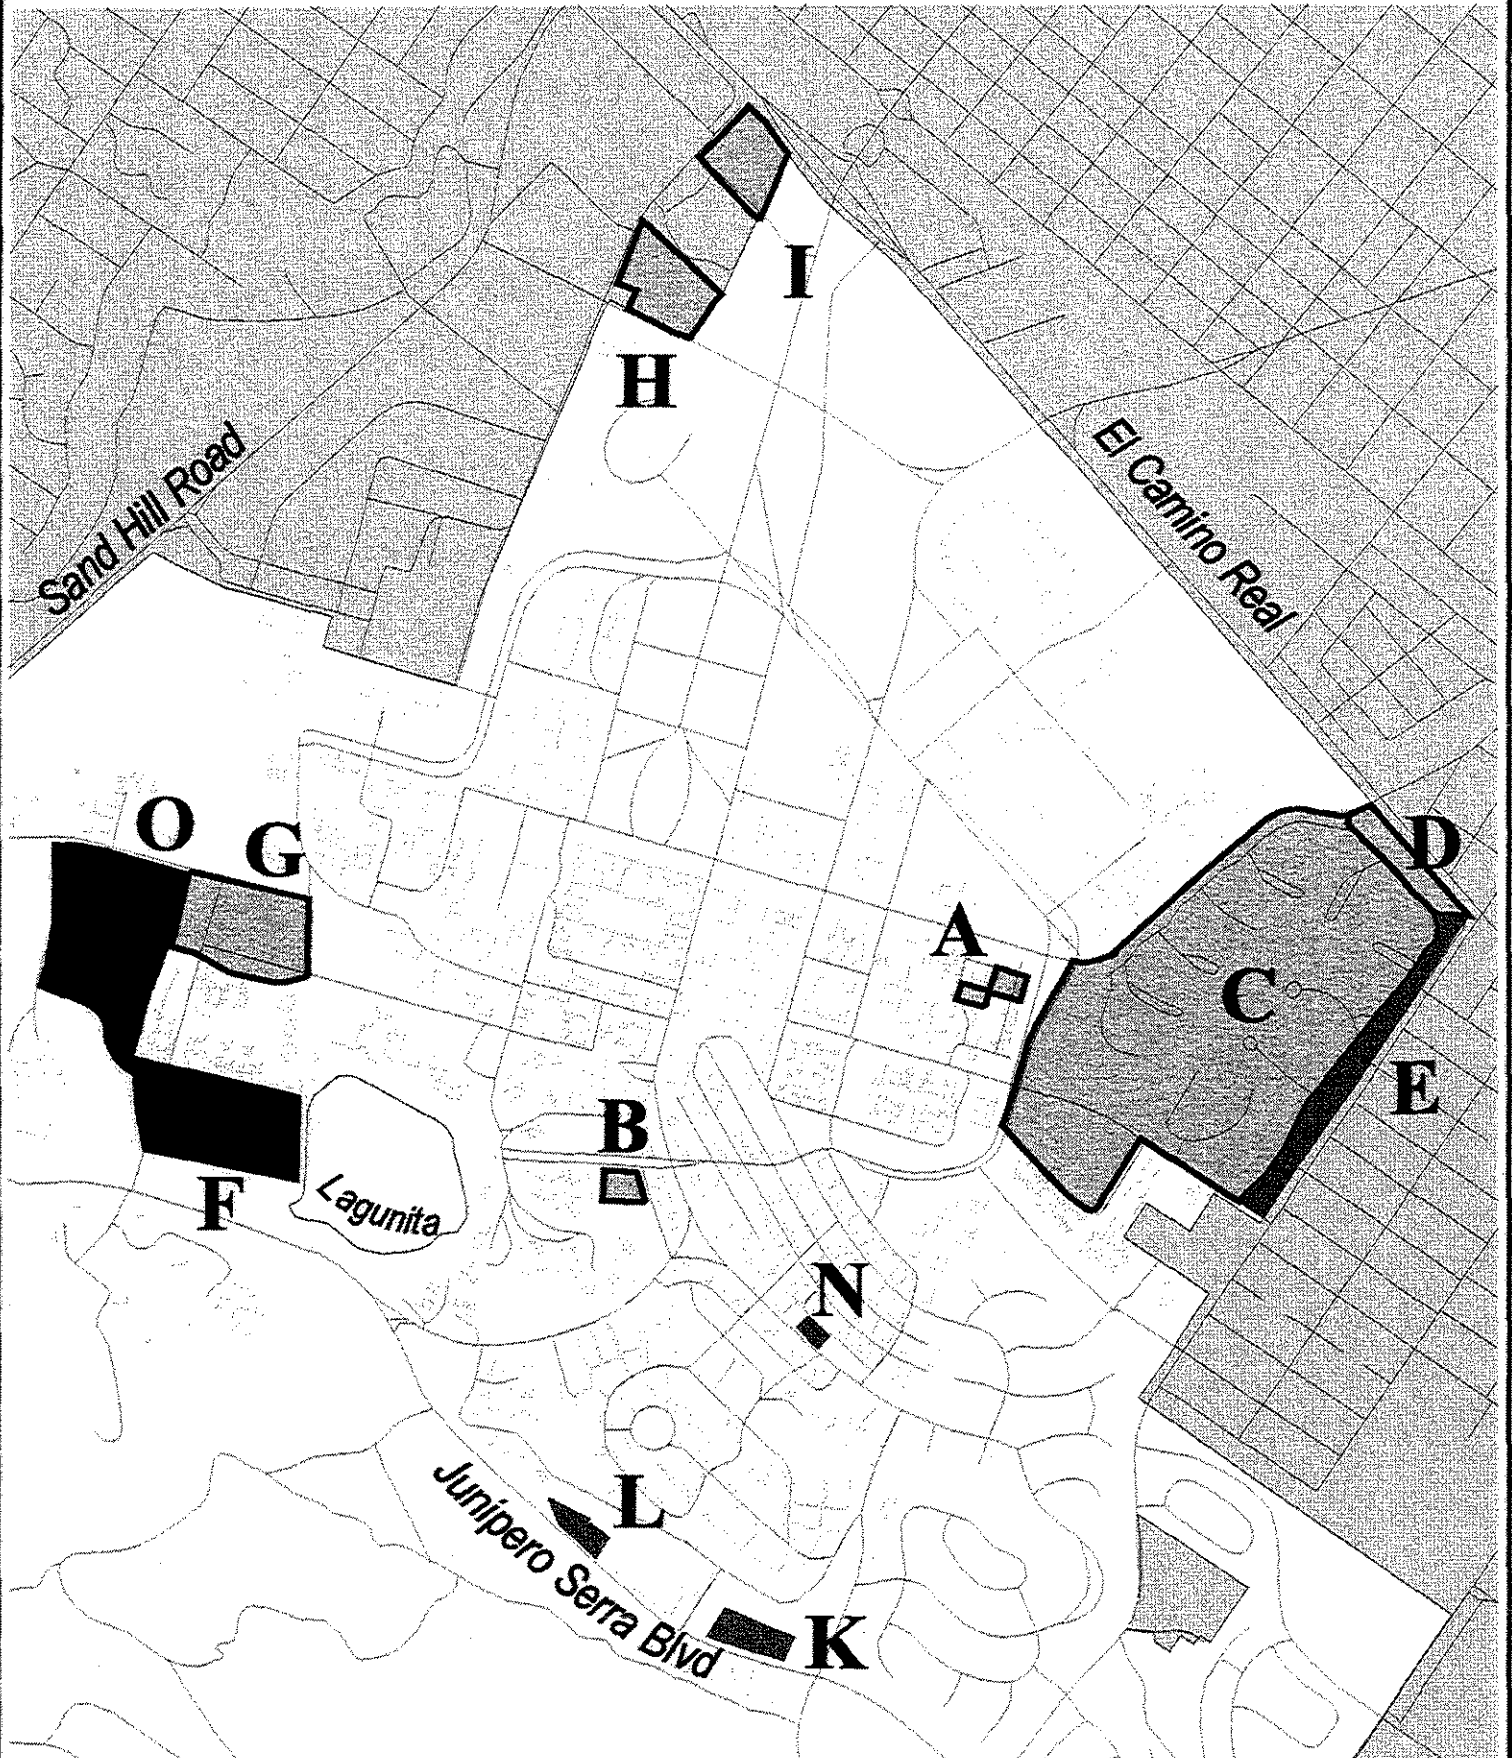 I
H
Sand Hill Road
El Camino Real
O
G
D
A
C
E
B
F
Lagunita
N
L
Junipero Serra Blvd
K